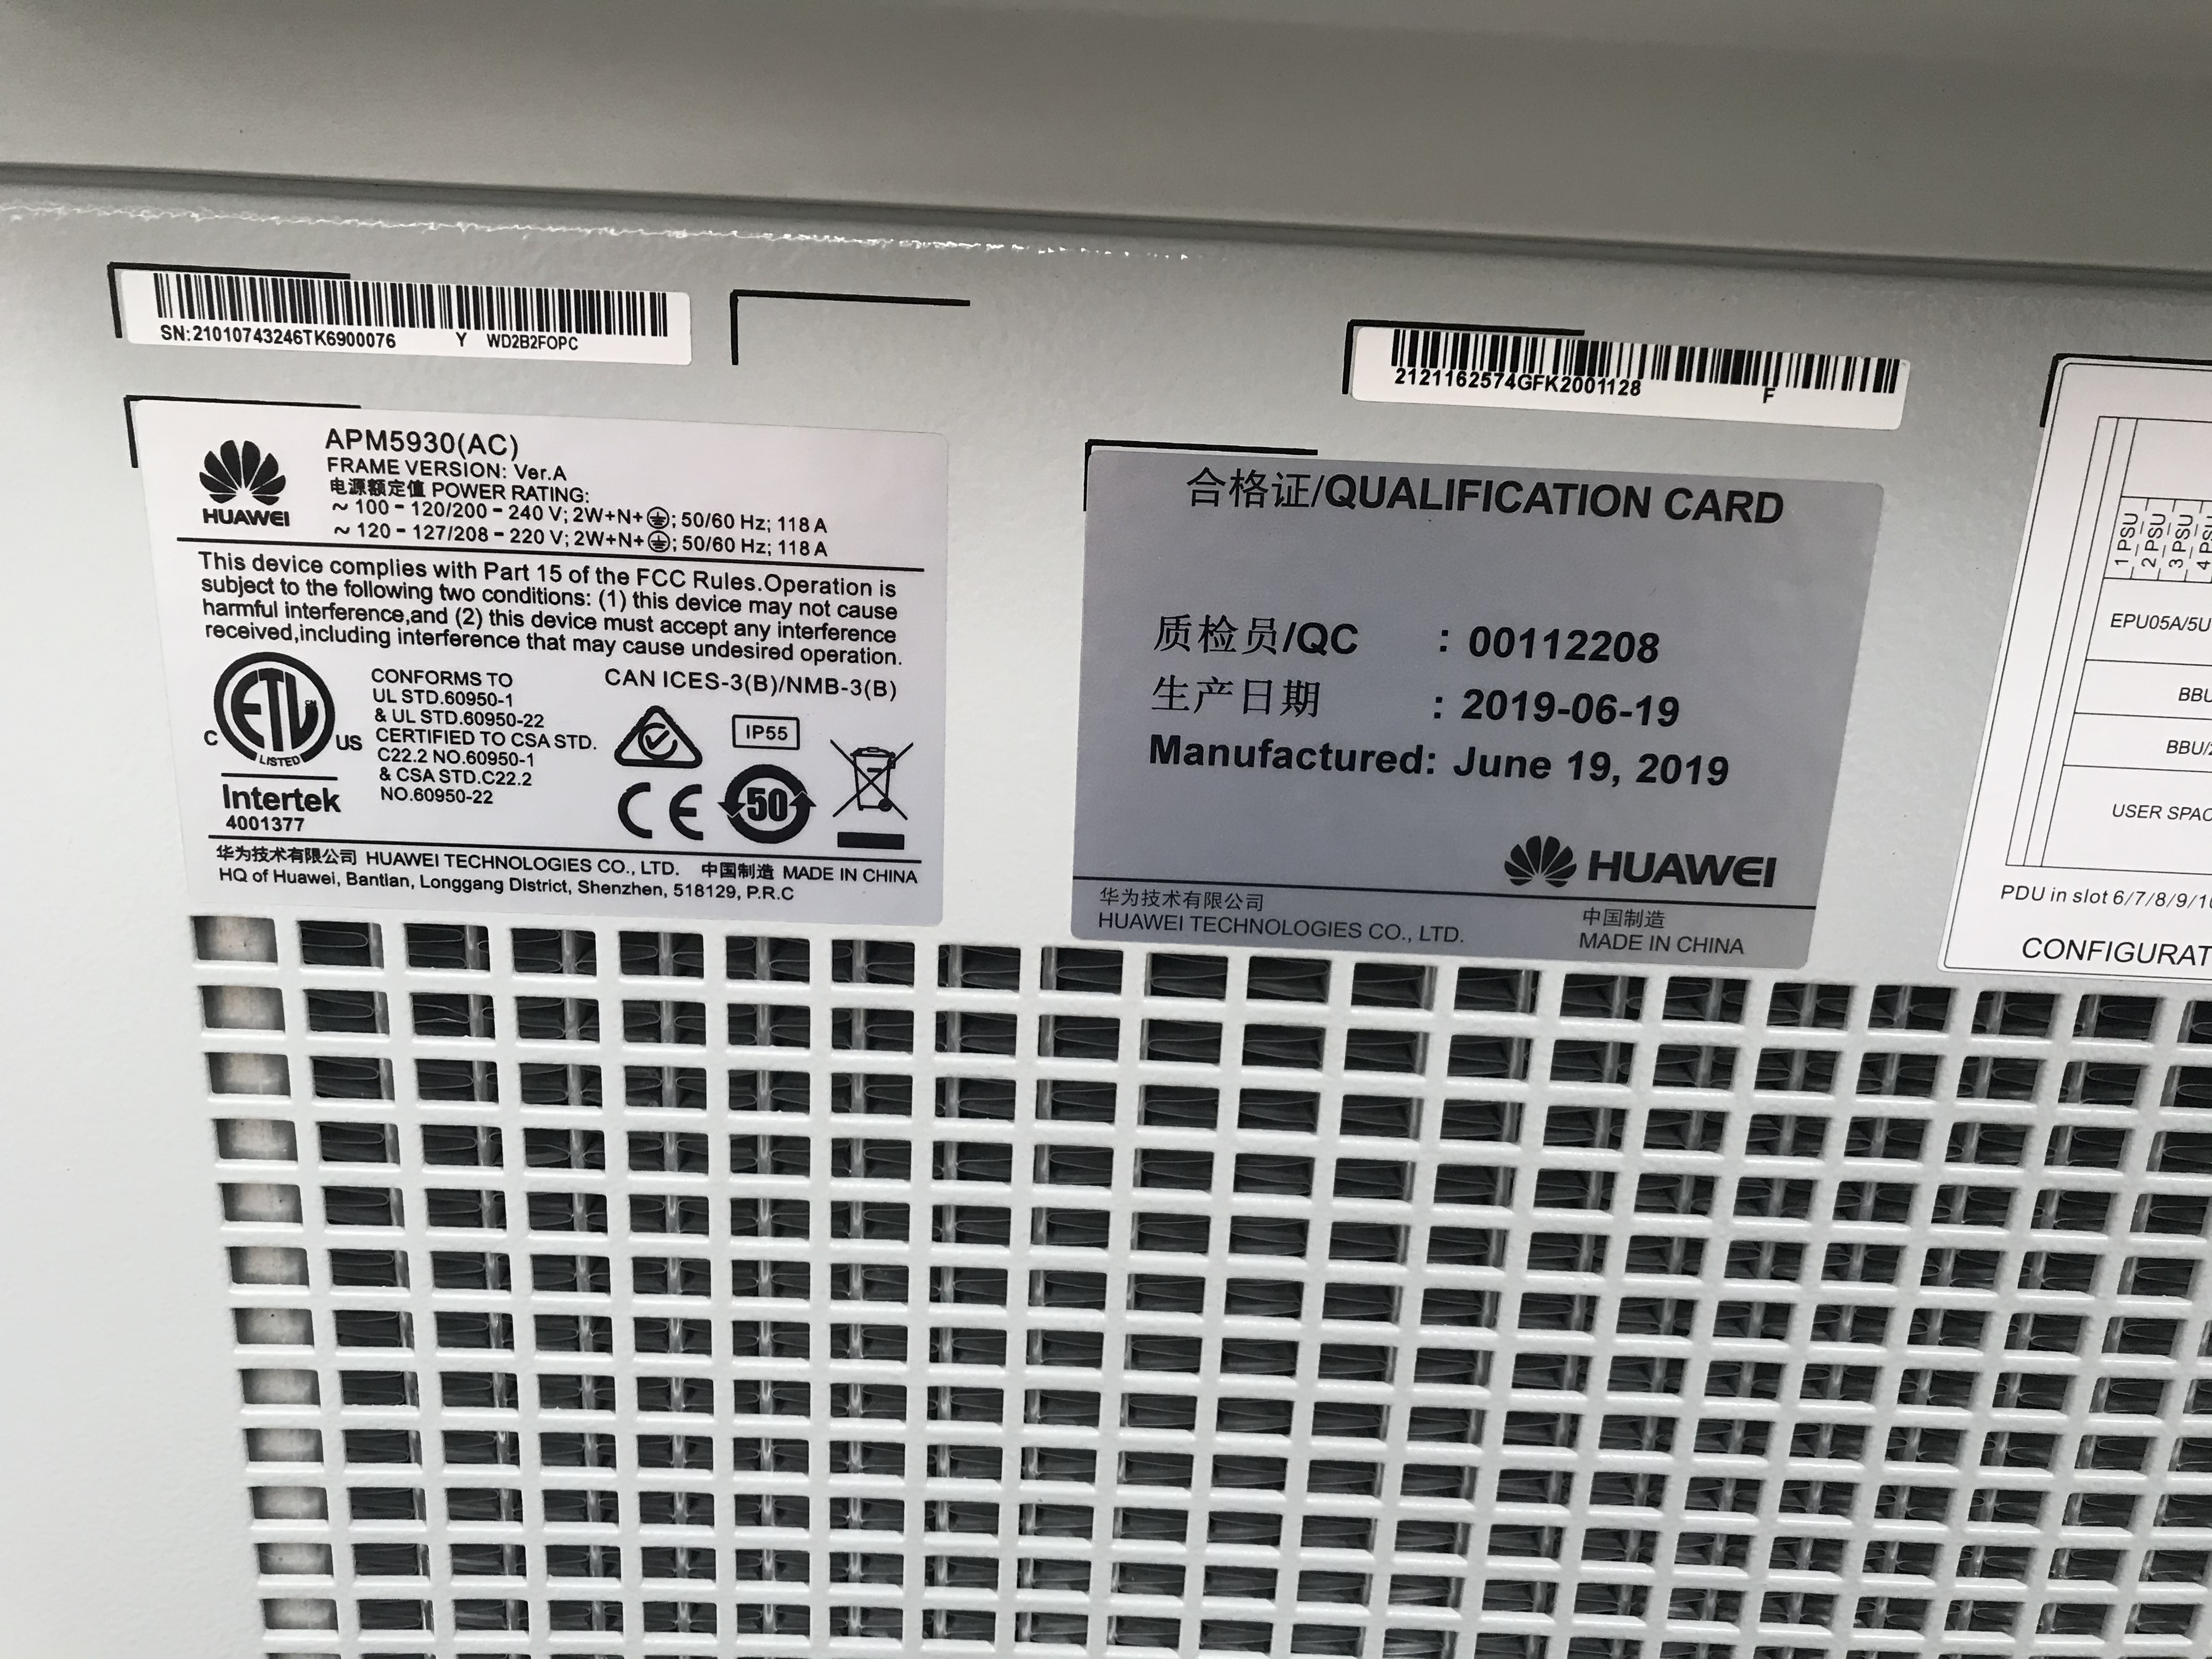 SN:21010743246TK6900076 Y WD2B2FOPC
2121162574GFK2001128 F
HUAWEI
APM5930(AC)
FRAME VERSION: Ver.A
电源额定值 POWER RATING:
~ 100 - 120/200 - 240 V; 2W+N+; 50/60 Hz; 118 A
~ 120 - 127/208 - 220 V; 2W+N+; 50/60 Hz; 118 A
This device complies with Part 15 of the FCC Rules.Operation is
subject to the following two conditions: (1) this device may not cause
harmful interference,and (2) this device must accept any interference
received,including interference that may cause undesired operation.
C ETL US
LISTED
Intertek
4001377
CONFORMS TO
UL STD.60950-1
& UL STD.60950-22
CERTIFIED TO CSA STD.
C22.2 NO.60950-1
& CSA STD.C22.2
NO.60950-22
CAN ICES-3(B)/NMB-3(B)
IP55
CE
50
华为技术有限公司 HUAWEI TECHNOLOGIES CO., LTD. 中国制造 MADE IN CHINA
HQ of Huawei, Bantian, Longgang District, Shenzhen, 518129, P.R.C
合格证/QUALIFICATION CARD
质检员/QC : 00112208
生产日期 : 2019-06-19
Manufactured: June 19, 2019
HUAWEI
华为技术有限公司
HUAWEI TECHNOLOGIES CO., LTD.
中国制造
MADE IN CHINA
1 PSU
2 PSU
3 PSU
EPU05A/5U
BBU
USER
PDU in slot 6/7/8/9/